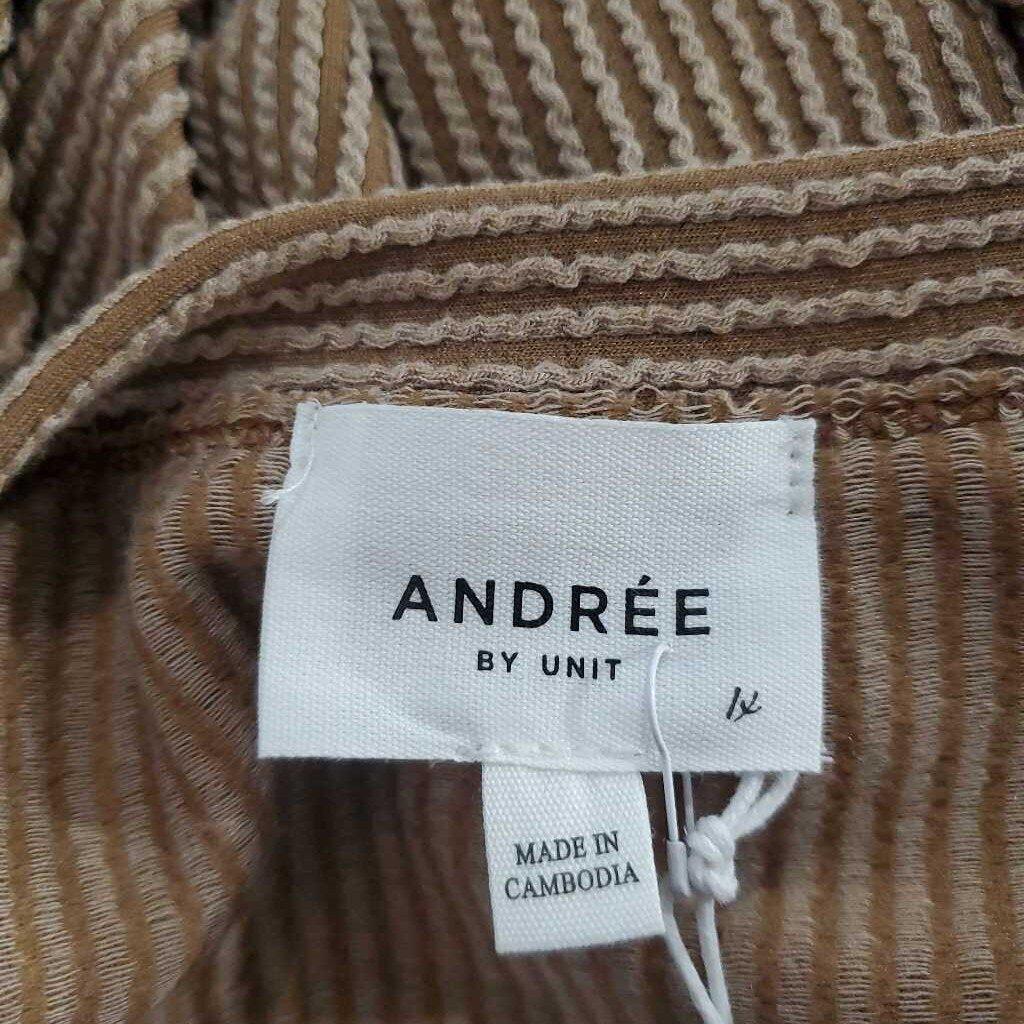 ANDRÉE
BY UNIT
1x
MADE IN
CAMBODIA